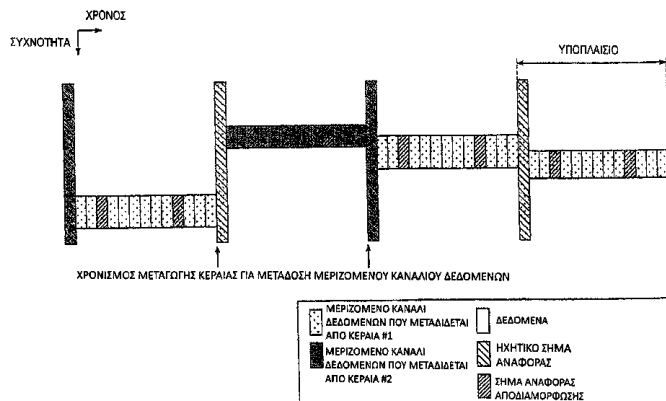 ΧΡΟΝΟΣ
ΣΥΧΝΟΤΗΤΑ
ΥΠΟΠΛΑΙΣΙΟ
ΧΡΟΝΙΣΜΟΣ ΜΕΤΑΓΩΓΗΣ ΚΕΡΑΙΑΣ ΓΙΑ ΜΕΤΑΔΟΣΗ ΜΕΡΙΖΟΜΕΝΟΥ ΚΑΝΑΛΙΟΥ ΔΕΔΟΜΕΝΩΝ
ΜΕΡΙΖΟΜΕΝΟ ΚΑΝΑΛΙ
ΔΕΔΟΜΕΝΩΝ ΠΟΥ ΜΕΤΑΔΙΔΕΤΑΙ
ΑΠΟ ΚΕΡΑΙΑ #1
ΜΕΡΙΖΟΜΕΝΟ ΚΑΝΑΛΙ
ΔΕΔΟΜΕΝΩΝ ΠΟΥ ΜΕΤΑΔΙΔΕΤΑΙ
ΑΠΟ ΚΕΡΑΙΑ #2
ΔΕΔΟΜΕΝΑ
ΗΧΗΤΙΚΟ ΣΗΜΑ
ΑΝΑΦΟΡΑΣ
ΣΗΜΑ ΑΝΑΦΟΡΑΣ
ΑΠΟΔΙΑΜΟΡΦΩΣΗΣ